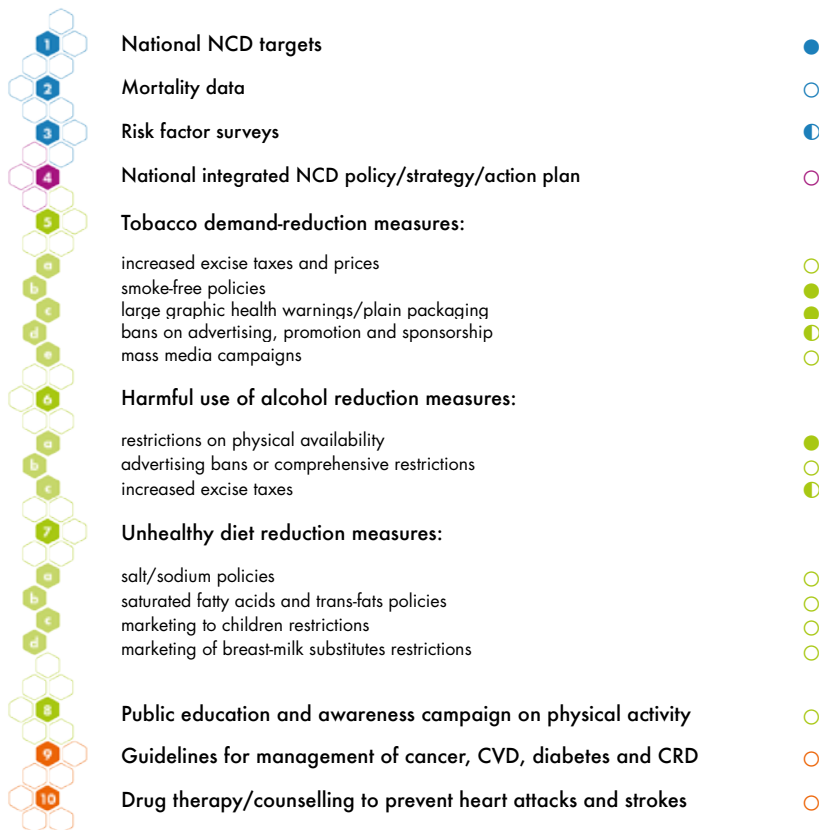 1 National NCD targets
2 Mortality data
3 Risk factor surveys
4 National integrated NCD policy/strategy/action plan
5 Tobacco demand-reduction measures:
a increased excise taxes and prices
b smoke-free policies
c large graphic health warnings/plain packaging
d bans on advertising, promotion and sponsorship
e mass media campaigns
6 Harmful use of alcohol reduction measures:
a restrictions on physical availability
b advertising bans or comprehensive restrictions
c increased excise taxes
7 Unhealthy diet reduction measures:
a salt/sodium policies
b saturated fatty acids and trans-fats policies
c marketing to children restrictions
d marketing of breast-milk substitutes restrictions
8 Public education and awareness campaign on physical activity
9 Guidelines for management of cancer, CVD, diabetes and CRD
10 Drug therapy/counselling to prevent heart attacks and strokes